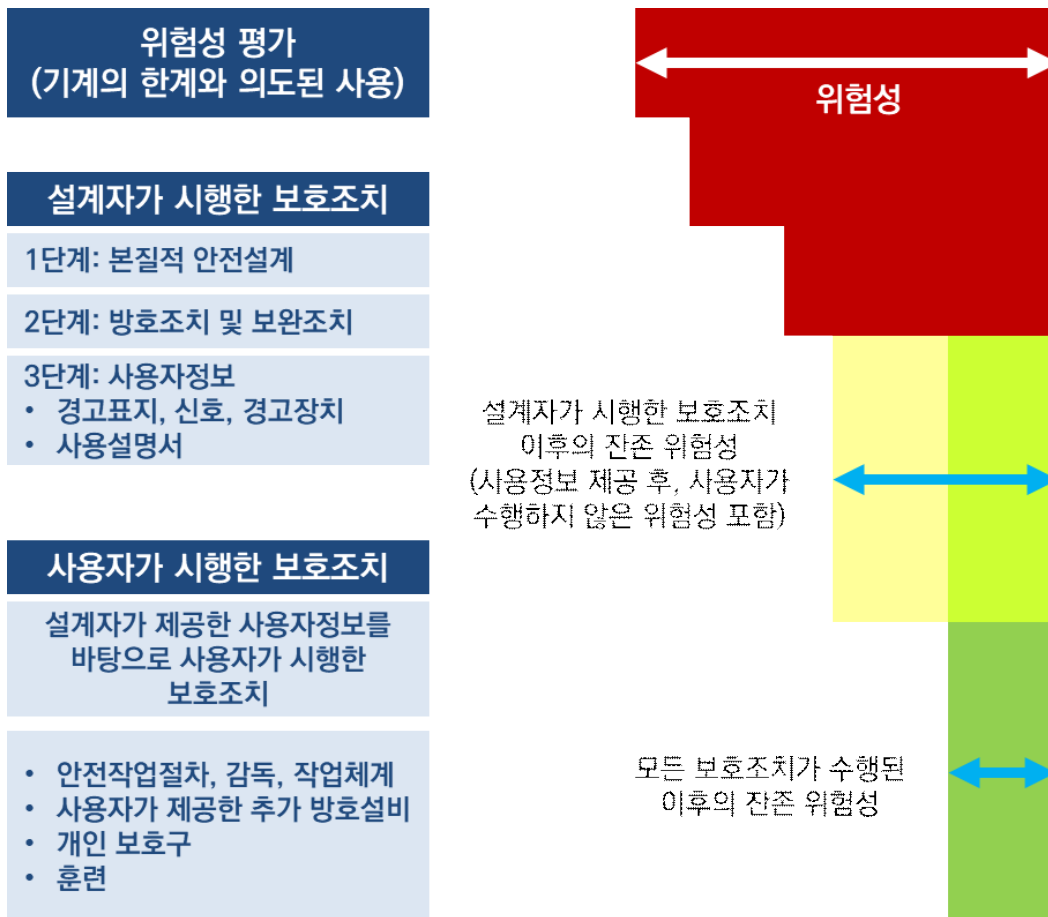 위험성 평가
(기계의 한계와 의도된 사용)
위험성
설계자가 시행한 보호조치
1단계: 본질적 안전설계
2단계: 방호조치 및 보완조치
3단계: 사용자정보
• 경고표지, 신호, 경고장치
• 사용설명서
설계자가 시행한 보호조치
이후의 잔존 위험성
(사용정보 제공 후, 사용자가
수행하지 않은 위험성 포함)
사용자가 시행한 보호조치
설계자가 제공한 사용자정보를
바탕으로 사용자가 시행한
보호조치
• 안전작업절차, 감독, 작업체계
• 사용자가 제공한 추가 방호설비
• 개인 보호구
• 훈련
모든 보호조치가 수행된
이후의 잔존 위험성